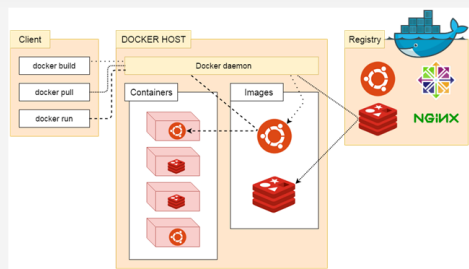 Client
docker build
docker pull
docker run
DOCKER HOST
Docker daemon
Containers
Images
Registry
NGINX